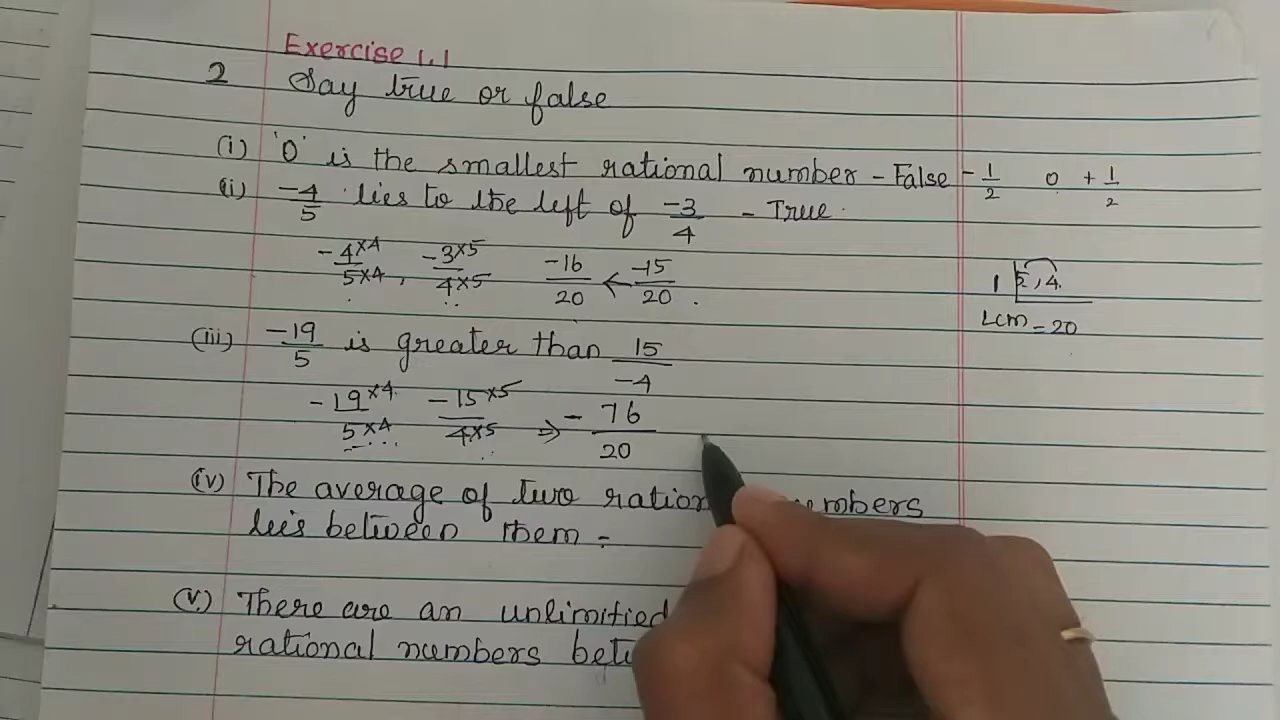 Exercise 1.1
2 Say true or false
(i) '0' is the smallest rational number - False -1/2 0 +1/2
(ii) -4/5 lies to the left of -3/4 - True.
-4×4/5×4, -3×5/4×5 -16/20 < -15/20.
1 | 5, 4
LCM = 20
(iii) -19/5 is greater than 15/-4
-19×4/5×4 -15×5/4×5 ⇒ -76/20
(iv) The average of two numbers
lies between them -
(v) There are an unlimited
rational numbers